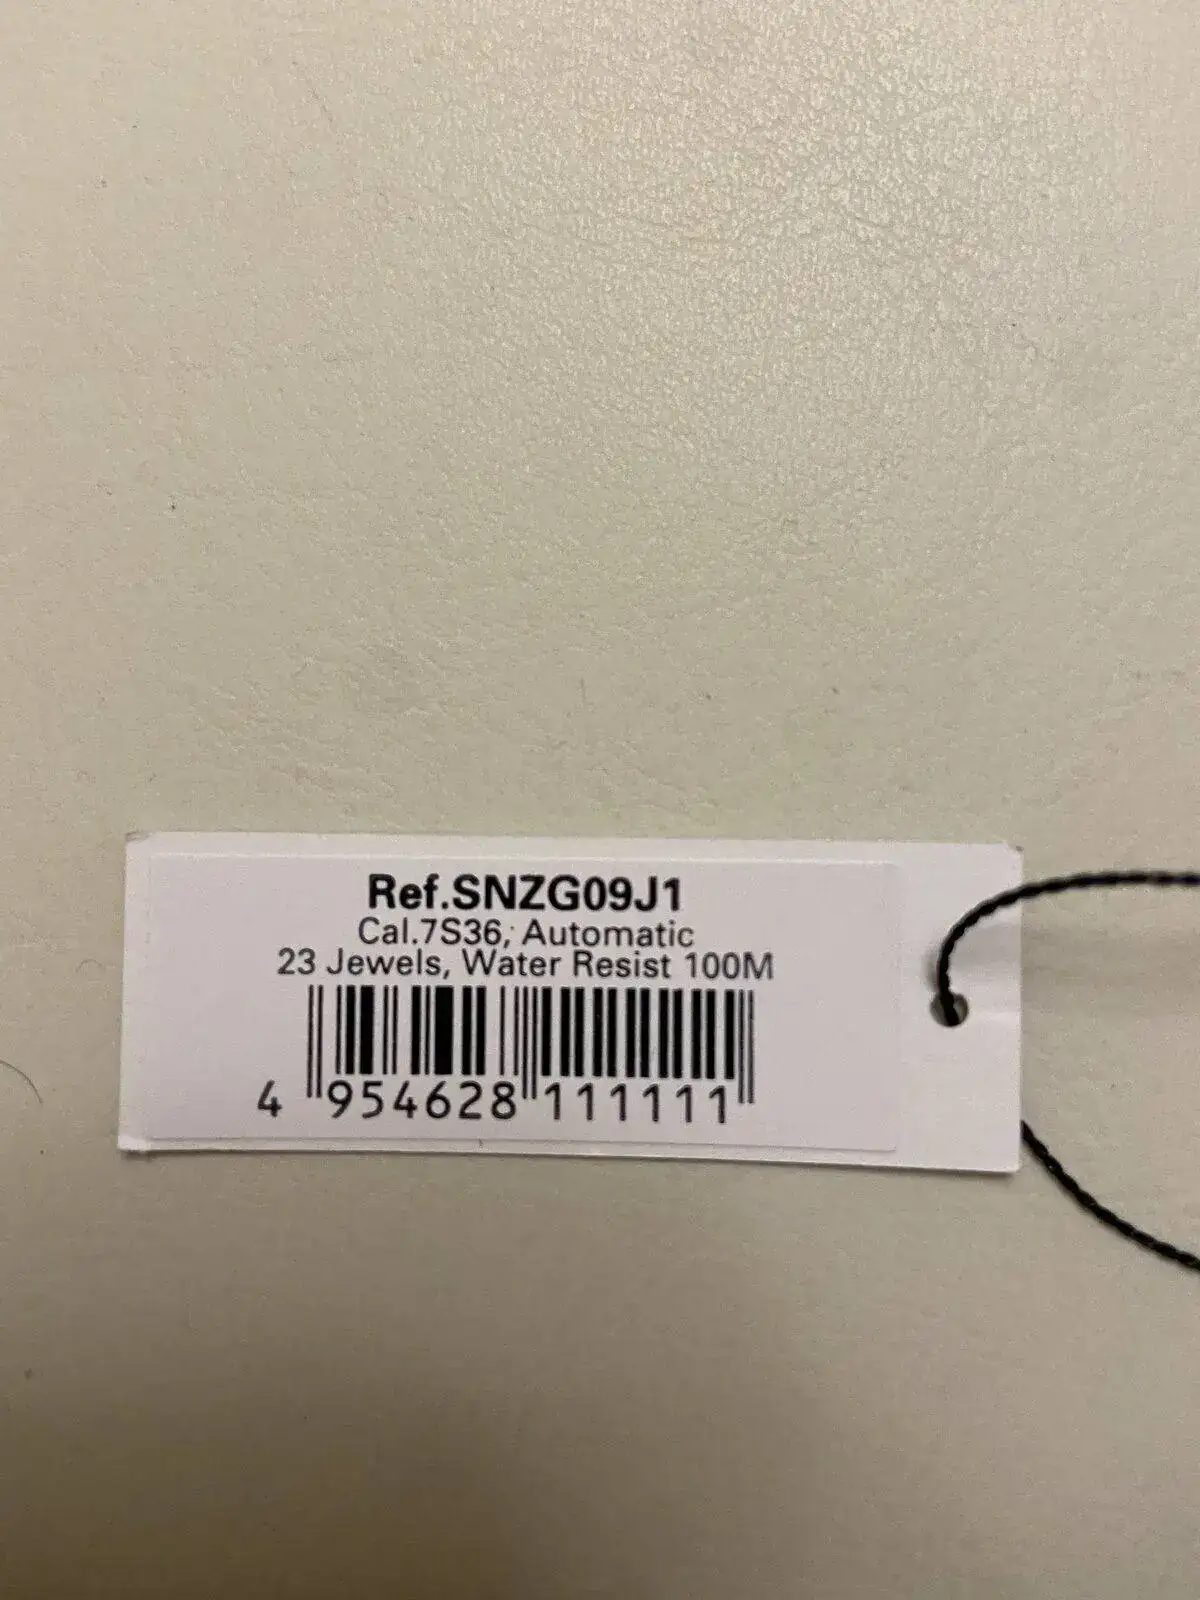 Ref.SNZG09J1
Cal.7S36, Automatic
23 Jewels, Water Resist 100M
4 954628 111111